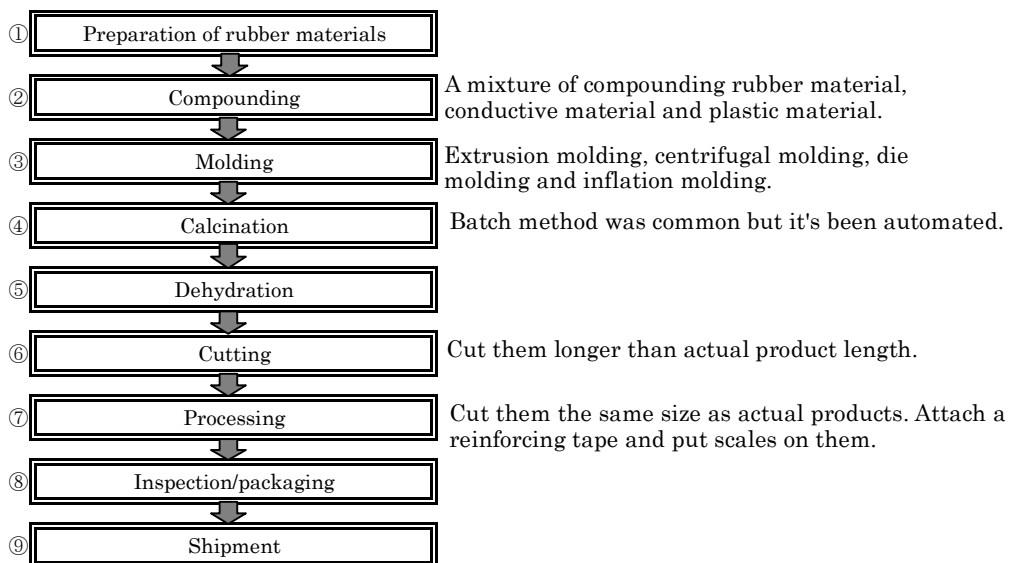 ① Preparation of rubber materials
② Compounding
A mixture of compounding rubber material,
conductive material and plastic material.
③ Molding
Extrusion molding, centrifugal molding, die
molding and inflation molding.
④ Calcination
Batch method was common but it's been automated.
⑤ Dehydration
⑥ Cutting
Cut them longer than actual product length.
⑦ Processing
Cut them the same size as actual products. Attach a
reinforcing tape and put scales on them.
⑧ Inspection/packaging
⑨ Shipment